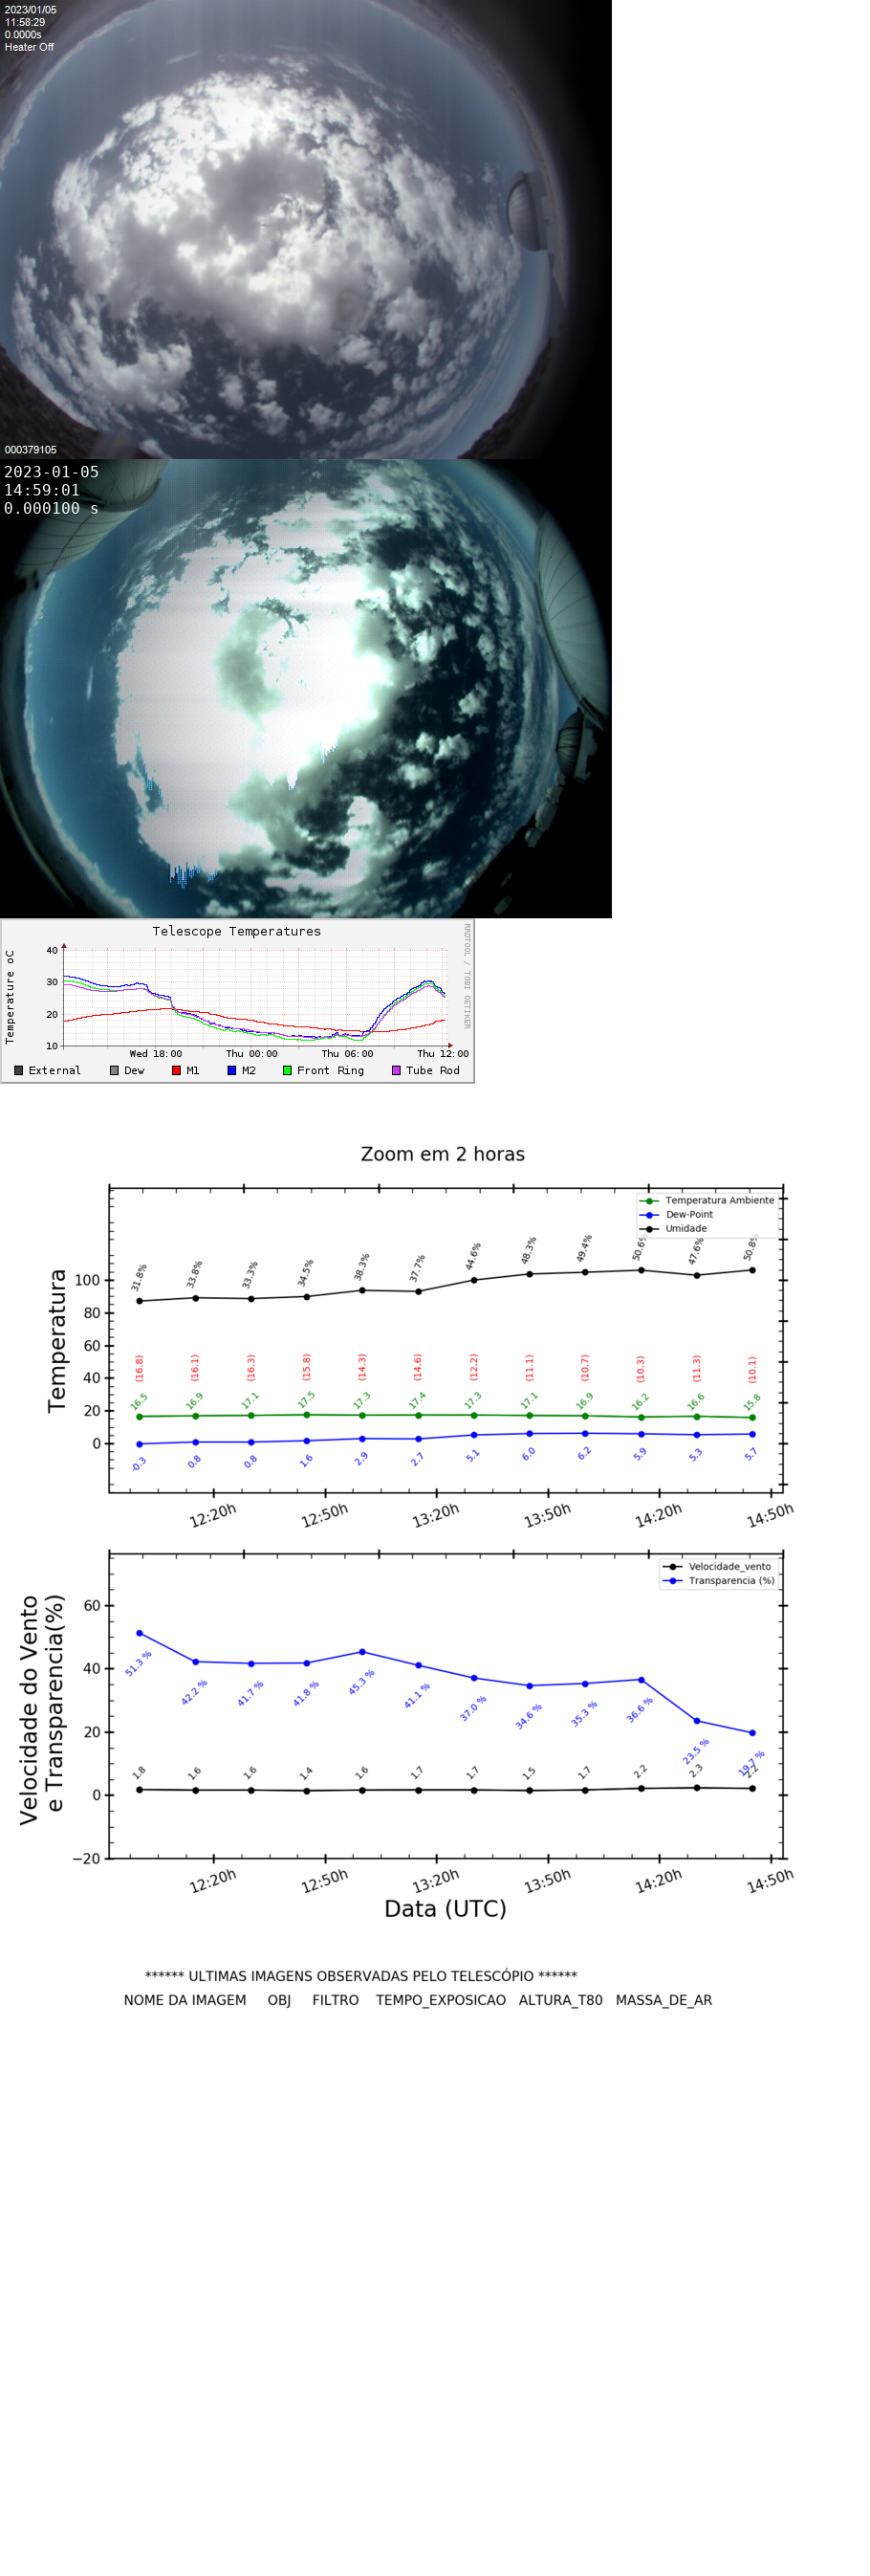 2023/01/05
11:58:29
0.0000s
Heater Off
000379105
2023-01-05
14:59:01
0.000100 s
Telescope Temperatures
RRDTOOL / TOBI OETIKER
Temperature oC
40
30
20
10
Wed 18:00 Thu 00:00 Thu 06:00 Thu 12:00
External Dew M1 M2 Front Ring Tube Rod
Zoom em 2 horas
Temperatura Ambiente
Dew-Point
Umidade
Temperatura
100
80
60
40
20
0
31.8% 33.8% 33.3% 34.5% 38.3% 37.7% 44.6% 48.3% 49.4% 50.6% 47.6% 50.8%
(16.8) (16.1) (16.3) (15.8) (14.3) (14.6) (12.2) (11.1) (10.7) (10.3) (11.3) (10.1)
16.5 16.9 17.1 17.5 17.3 17.4 17.3 17.1 16.9 16.2 16.6 15.8
-0.3 0.8 0.8 1.6 2.9 2.7 5.1 6.0 6.2 5.9 5.3 5.7
12:20h 12:50h 13:20h 13:50h 14:20h 14:50h
Velocidade_vento
Transparencia (%)
Velocidade do Vento
e Transparencia(%)
60
40
20
0
−20
51.3 % 42.2 % 41.7 % 41.8 % 45.3 % 41.1 % 37.0 % 34.6 % 35.3 % 36.6 % 23.5 % 19.7 %
1.8 1.6 1.6 1.4 1.6 1.7 1.7 1.5 1.7 2.2 2.3 2.2
12:20h 12:50h 13:20h 13:50h 14:20h 14:50h
Data (UTC)
****** ULTIMAS IMAGENS OBSERVADAS PELO TELESCÓPIO ******
NOME DA IMAGEM OBJ FILTRO TEMPO_EXPOSICAO ALTURA_T80 MASSA_DE_AR